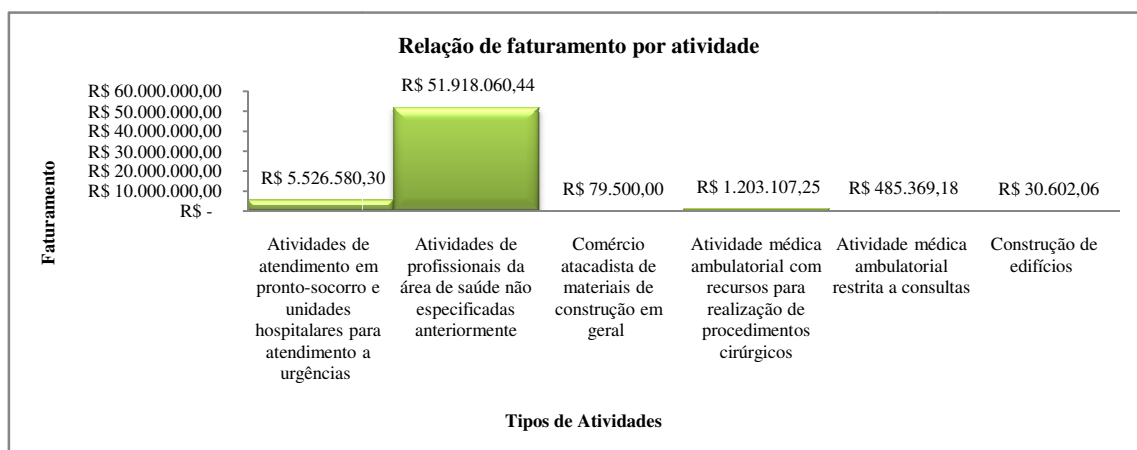 Relação de faturamento por atividade
Faturamento
R$ 60.000.000,00
R$ 50.000.000,00
R$ 40.000.000,00
R$ 30.000.000,00
R$ 20.000.000,00
R$ 10.000.000,00
R$ -
R$ 5.526.580,30
R$ 51.918.060,44
R$ 79.500,00
R$ 1.203.107,25
R$ 485.369,18
R$ 30.602,06
Atividades de
atendimento em
pronto-socorro e
unidades
hospitalares para
atendimento a
urgências
Atividades de
profissionais da
área de saúde não
especificadas
anteriormente
Comércio
atacadista de
materiais de
construção em
geral
Atividade médica
ambulatorial com
recursos para
realização de
procedimentos
cirúrgicos
Atividade médica
ambulatorial
restrita a consultas
Construção de
edifícios
Tipos de Atividades